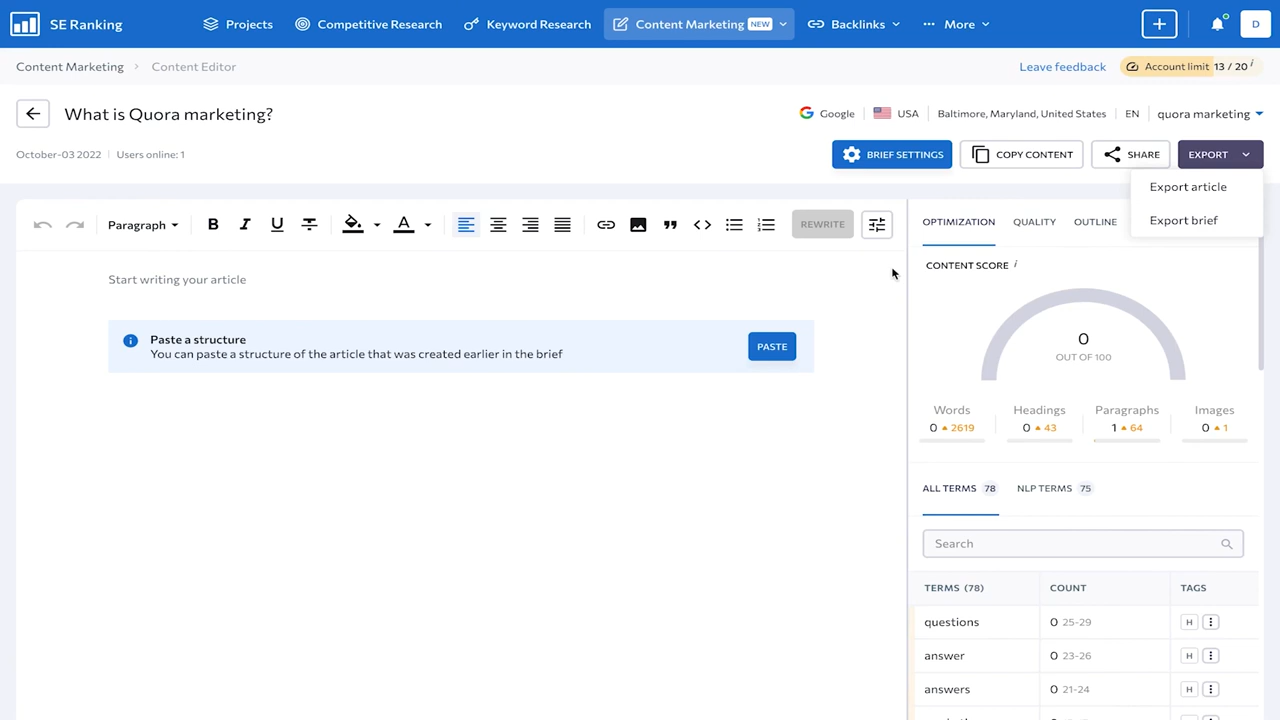 SE Ranking Projects Competitive Research Keyword Research Content Marketing NEW Backlinks More D
Content Marketing > Content Editor Leave feedback Account limit 13 / 20 i
What is Quora marketing? Google USA Baltimore, Maryland, United States EN quora marketing
October-03 2022 Users online: 1 BRIEF SETTINGS COPY CONTENT SHARE EXPORT
Export article
Export brief
Paragraph B I U A REWRITE
OPTIMIZATION QUALITY OUTLINE
Start writing your article
Paste a structure
You can paste a structure of the article that was created earlier in the brief
PASTE
CONTENT SCORE i
0
OUT OF 100
Words Headings Paragraphs Images
0 2619 0 43 1 64 0 1
ALL TERMS 78 NLP TERMS 75
Search
TERMS (78) COUNT TAGS
questions 0 25-29 H
answer 0 23-26 H
answers 0 21-24 H